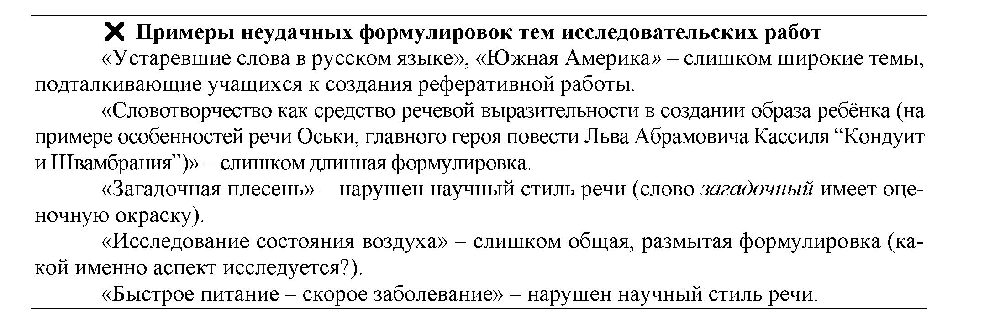 ❌ Примеры неудачных формулировок тем исследовательских работ
«Устаревшие слова в русском языке», «Южная Америка» – слишком широкие темы,
подталкивающие учащихся к создания реферативной работы.
«Словотворчество как средство речевой выразительности в создании образа ребёнка (на
примере особенностей речи Оськи, главного героя повести Льва Абрамовича Кассиля “Кондуит
и Швамбрания”)» – слишком длинная формулировка.
«Загадочная плесень» – нарушен научный стиль речи (слово загадочный имеет оце-
ночную окраску).
«Исследование состояния воздуха» – слишком общая, размытая формулировка (ка-
кой именно аспект исследуется?).
«Быстрое питание – скорое заболевание» – нарушен научный стиль речи.